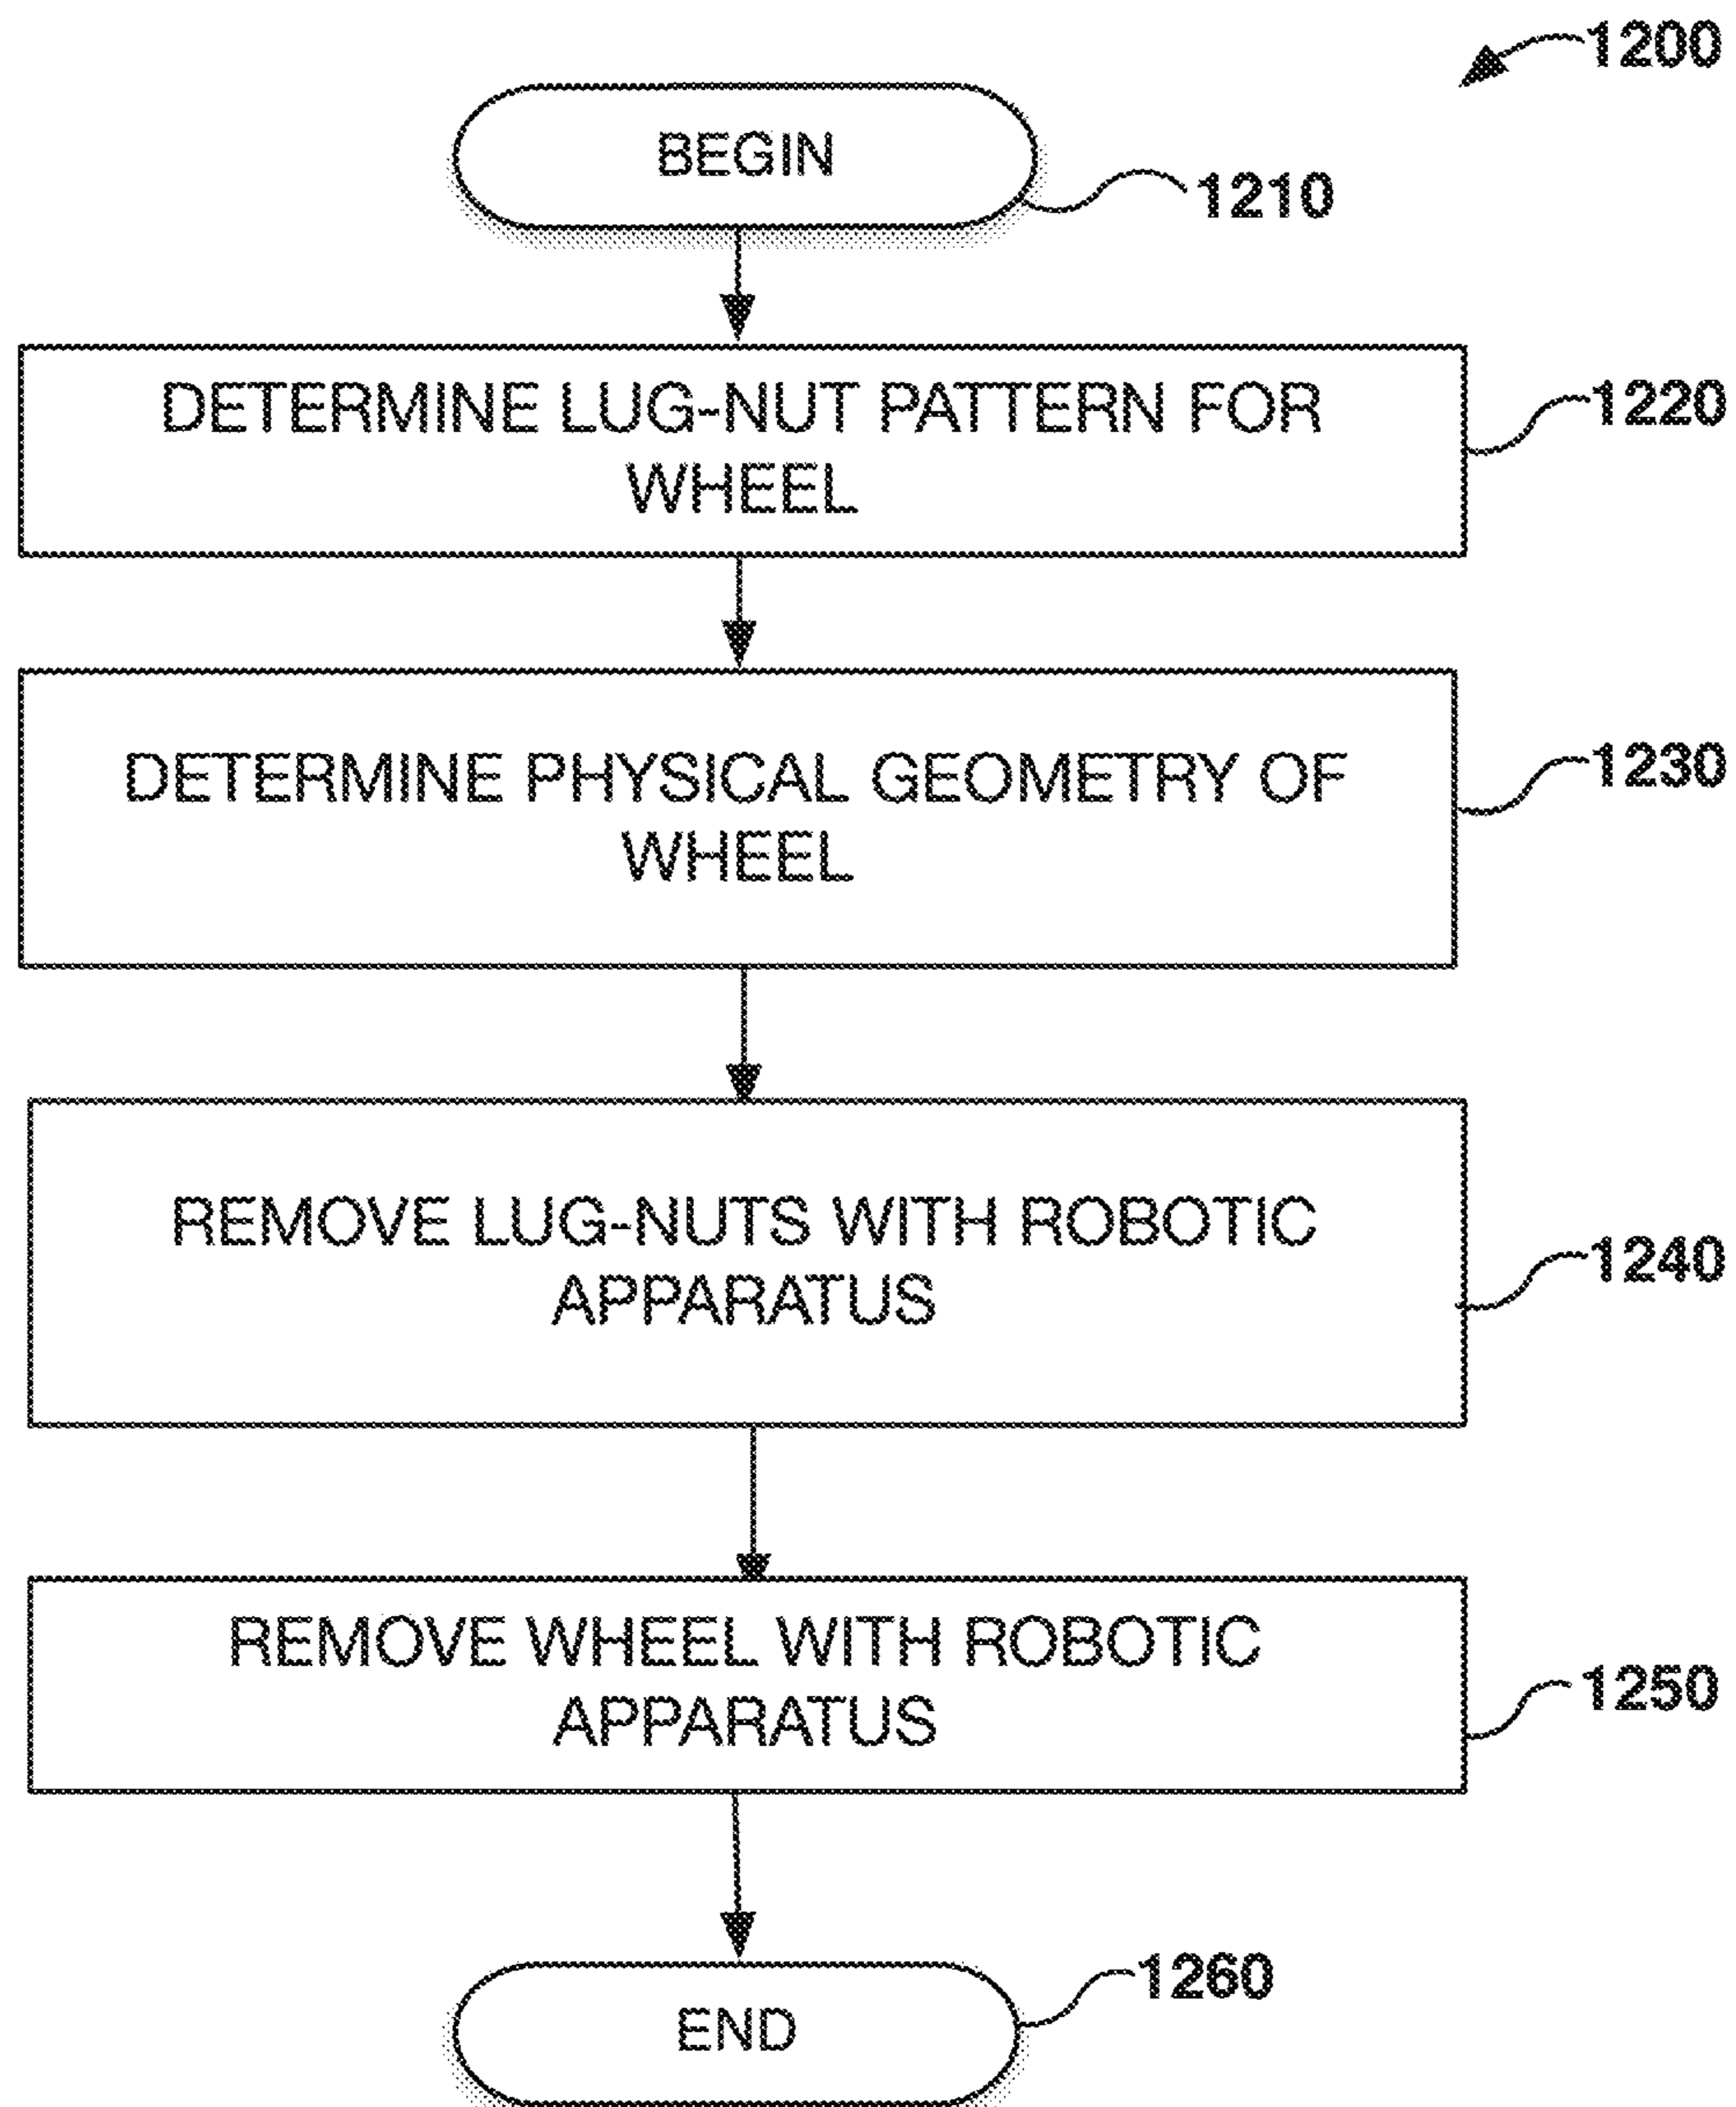 1200
BEGIN
1210
DETERMINE LUG-NUT PATTERN FOR
WHEEL
1220
DETERMINE PHYSICAL GEOMETRY OF
WHEEL
1230
REMOVE LUG-NUTS WITH ROBOTIC
APPARATUS
1240
REMOVE WHEEL WITH ROBOTIC
APPARATUS
1250
END
1260